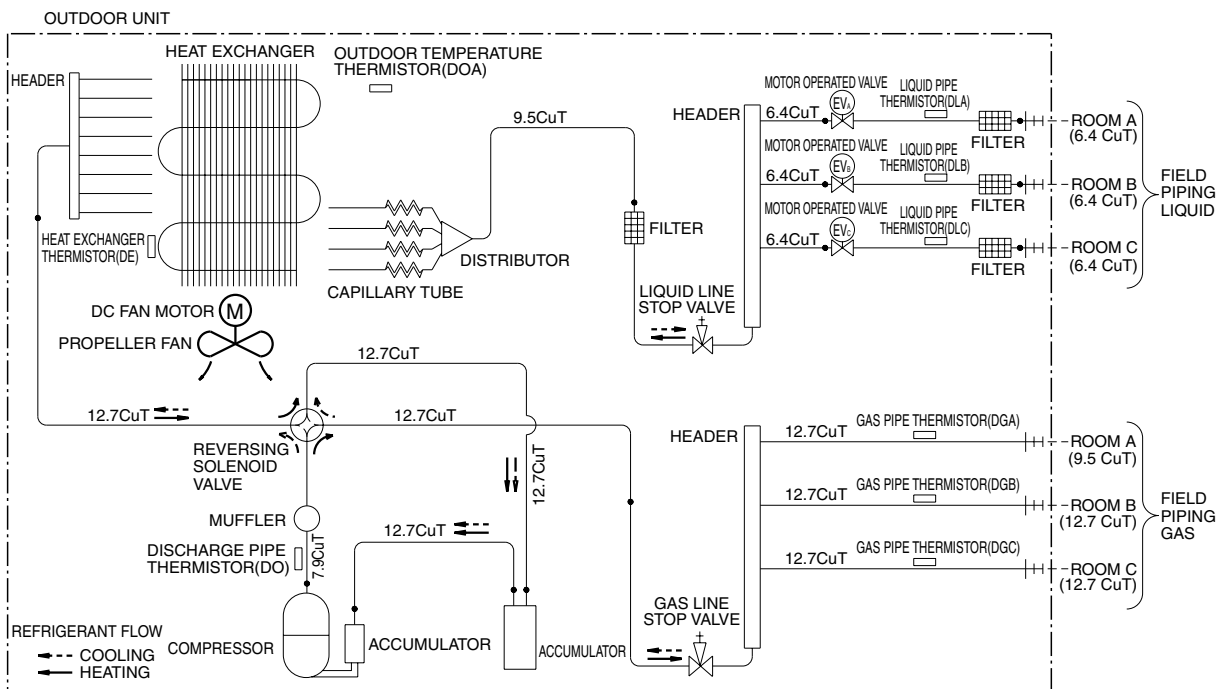 OUTDOOR UNIT
HEAT EXCHANGER
OUTDOOR TEMPERATURE
THERMISTOR(DOA)
HEADER
9.5CuT
HEADER
MOTOR OPERATED VALVE
LIQUID PIPE
THERMISTOR(DLA)
EVA
6.4CuT
FILTER
ROOM A
(6.4 CuT)
MOTOR OPERATED VALVE
LIQUID PIPE
THERMISTOR(DLB)
EVB
6.4CuT
FILTER
ROOM B
(6.4 CuT)
MOTOR OPERATED VALVE
LIQUID PIPE
THERMISTOR(DLC)
EVC
6.4CuT
FILTER
ROOM C
(6.4 CuT)
FIELD
PIPING
LIQUID
HEAT EXCHANGER
THERMISTOR(DE)
DISTRIBUTOR
FILTER
CAPILLARY TUBE
LIQUID LINE
STOP VALVE
DC FAN MOTOR
M
PROPELLER FAN
12.7CuT
12.7CuT
12.7CuT
REVERSING
SOLENOID
VALVE
12.7CuT
HEADER
12.7CuT
GAS PIPE THERMISTOR(DGA)
ROOM A
(9.5 CuT)
12.7CuT
GAS PIPE THERMISTOR(DGB)
ROOM B
(12.7 CuT)
12.7CuT
GAS PIPE THERMISTOR(DGC)
ROOM C
(12.7 CuT)
FIELD
PIPING
GAS
MUFFLER
12.7CuT
DISCHARGE PIPE
THERMISTOR(DO)
7.9CuT
GAS LINE
STOP VALVE
COMPRESSOR
ACCUMULATOR
ACCUMULATOR
REFRIGERANT FLOW
COOLING
HEATING